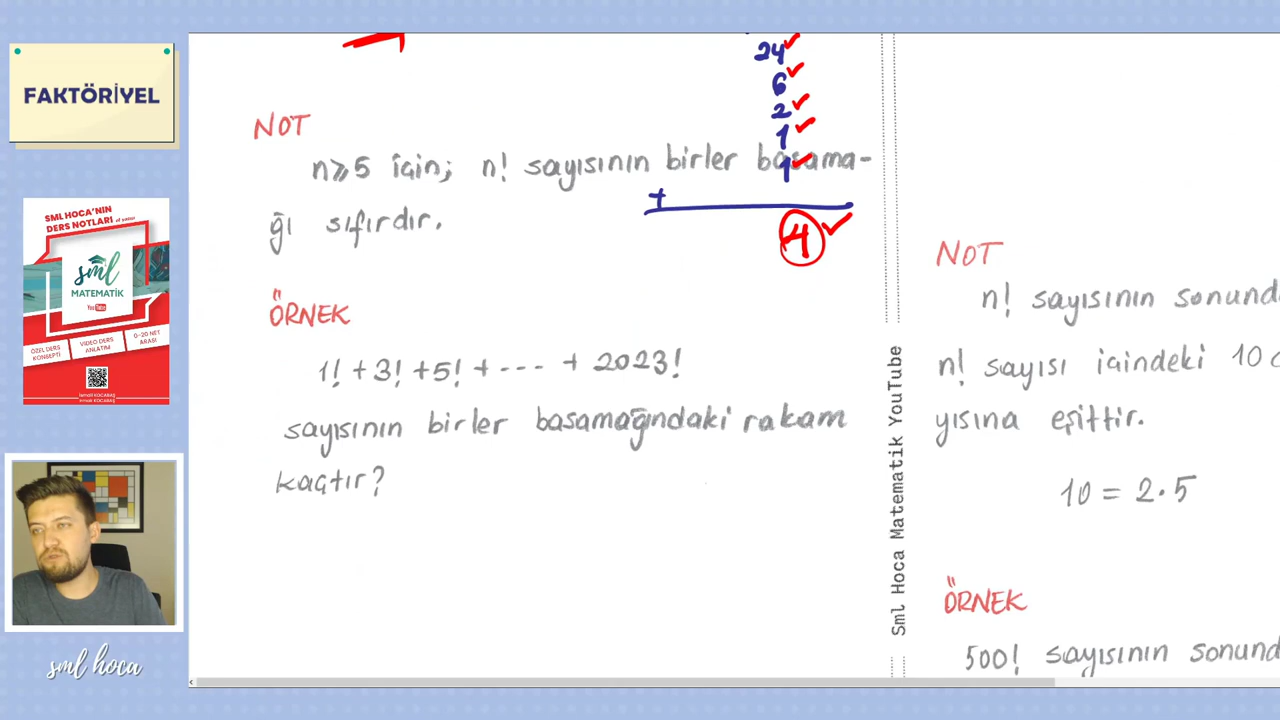 FAKTÖRİYEL
SML HOCA'NIN
DERS NOTLARI
sml
MATEMATİK
YouTube
ÖZEL DERS
KONSEPTİ
VİDEO DERS
ANLATIM
0-20 NET
ARASI
sml hoca
24
6
2
1
1
+
4
NOT
n≥5 için; n! sayısının birler basama-
ğı sıfırdır.
ÖRNEK
1! + 3! + 5! + --- + 2023!
sayısının birler basamağındaki rakam
kaçtır?
Sml Hoca Matematik YouTube
NOT
n! sayısının sonund
n! sayısı içindeki 10
yısına eşittir.
10 = 2.5
ÖRNEK
500! sayısının sonund